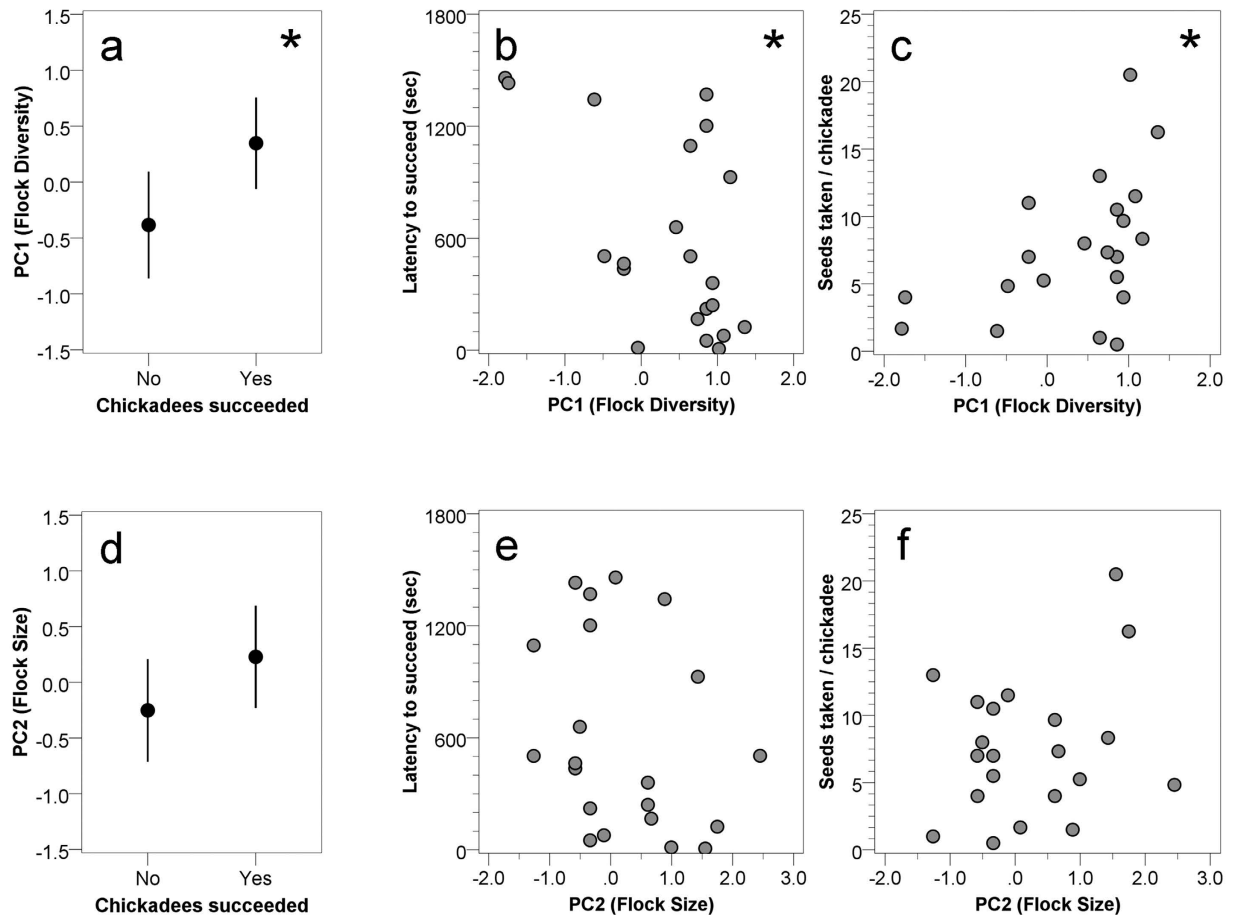 a
*
1.5
1.0
0.5
0.0
-0.5
-1.0
-1.5
PC1 (Flock Diversity)
No
Yes
Chickadees succeeded
b
*
1800
1200
600
0
Latency to succeed (sec)
-2.0
-1.0
.0
1.0
2.0
PC1 (Flock Diversity)
c
*
25
20
15
10
5
0
Seeds taken / chickadee
-2.0
-1.0
.0
1.0
2.0
PC1 (Flock Diversity)
d
1.5
1.0
0.5
0.0
-0.5
-1.0
-1.5
PC2 (Flock Size)
No
Yes
Chickadees succeeded
e
1800
1200
600
0
Latency to succeed (sec)
-2.0
-1.0
.0
1.0
2.0
3.0
PC2 (Flock Size)
f
25
20
15
10
5
0
Seeds taken / chickadee
-2.0
-1.0
.0
1.0
2.0
3.0
PC2 (Flock Size)